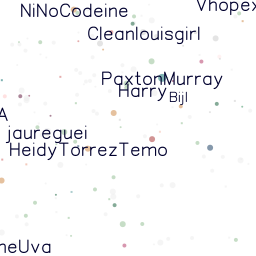 NiNoCodeine
Vhopex
Cleanlouisgirl
PaxtonMurray
Harry
Bijl
A
jaureguei
HeidyTorrezTemo
neUva